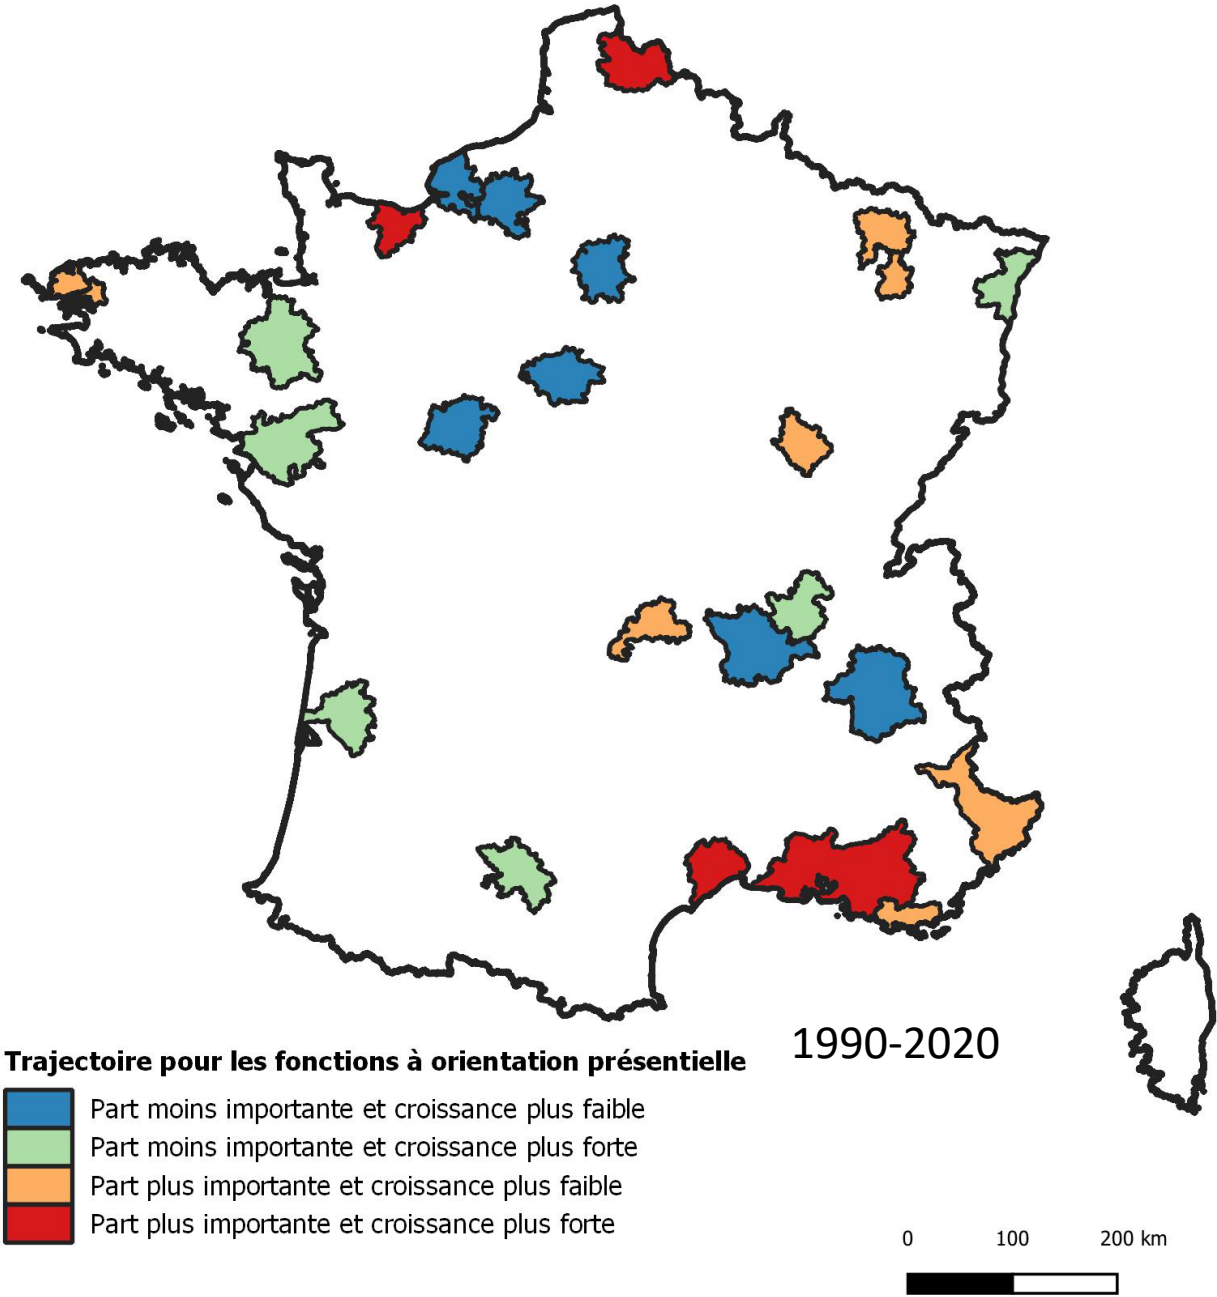 1990-2020
Trajectoire pour les fonctions à orientation présentielle
Part moins importante et croissance plus faible
Part moins importante et croissance plus forte
Part plus importante et croissance plus faible
Part plus importante et croissance plus forte
0 100 200 km